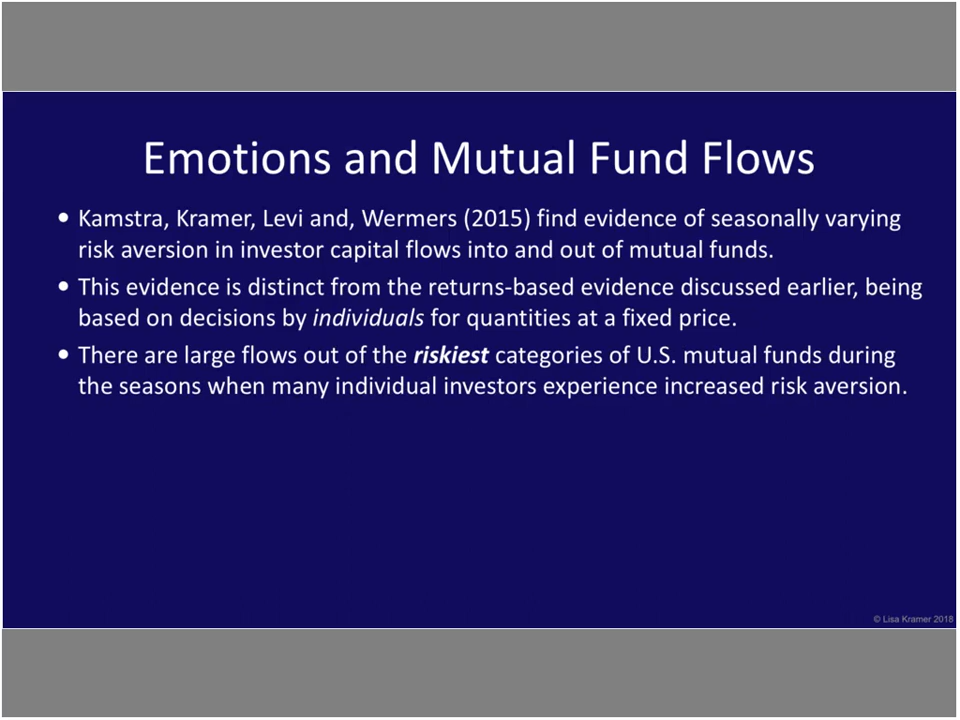 Emotions and Mutual Fund Flows
• Kamstra, Kramer, Levi and, Wermers (2015) find evidence of seasonally varying
risk aversion in investor capital flows into and out of mutual funds.
• This evidence is distinct from the returns-based evidence discussed earlier, being
based on decisions by individuals for quantities at a fixed price.
• There are large flows out of the riskiest categories of U.S. mutual funds during
the seasons when many individual investors experience increased risk aversion.
© Lisa Kramer 2018